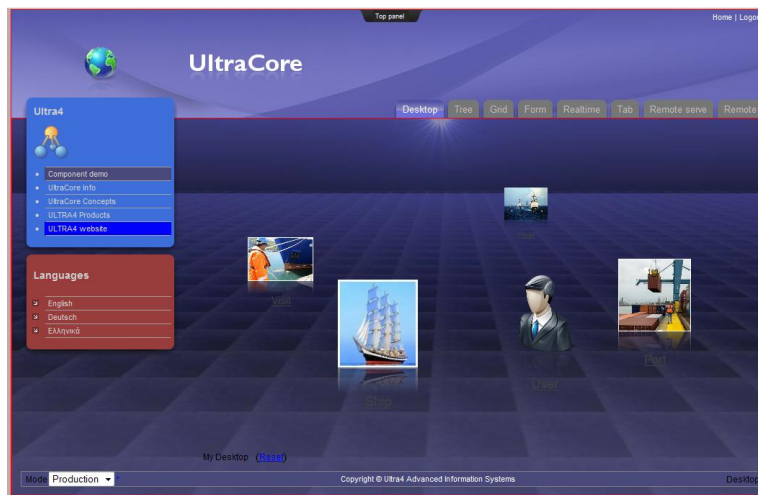 Top panel
Home | Logou
UltraCore
Ultra4
Desktop Tree Grid Form Realtime Tab Remote serve Remote
Component demo
UltraCore Info
UltraCore Concepts
ULTRA4 Products
ULTRA4 website
Languages
English
Deutsch
Ελληνικά
Visit
Ship
User
Port
My Desktop (Reset)
Mode Production
Copyright © Ultra4 Advanced Information Systems
Desktop